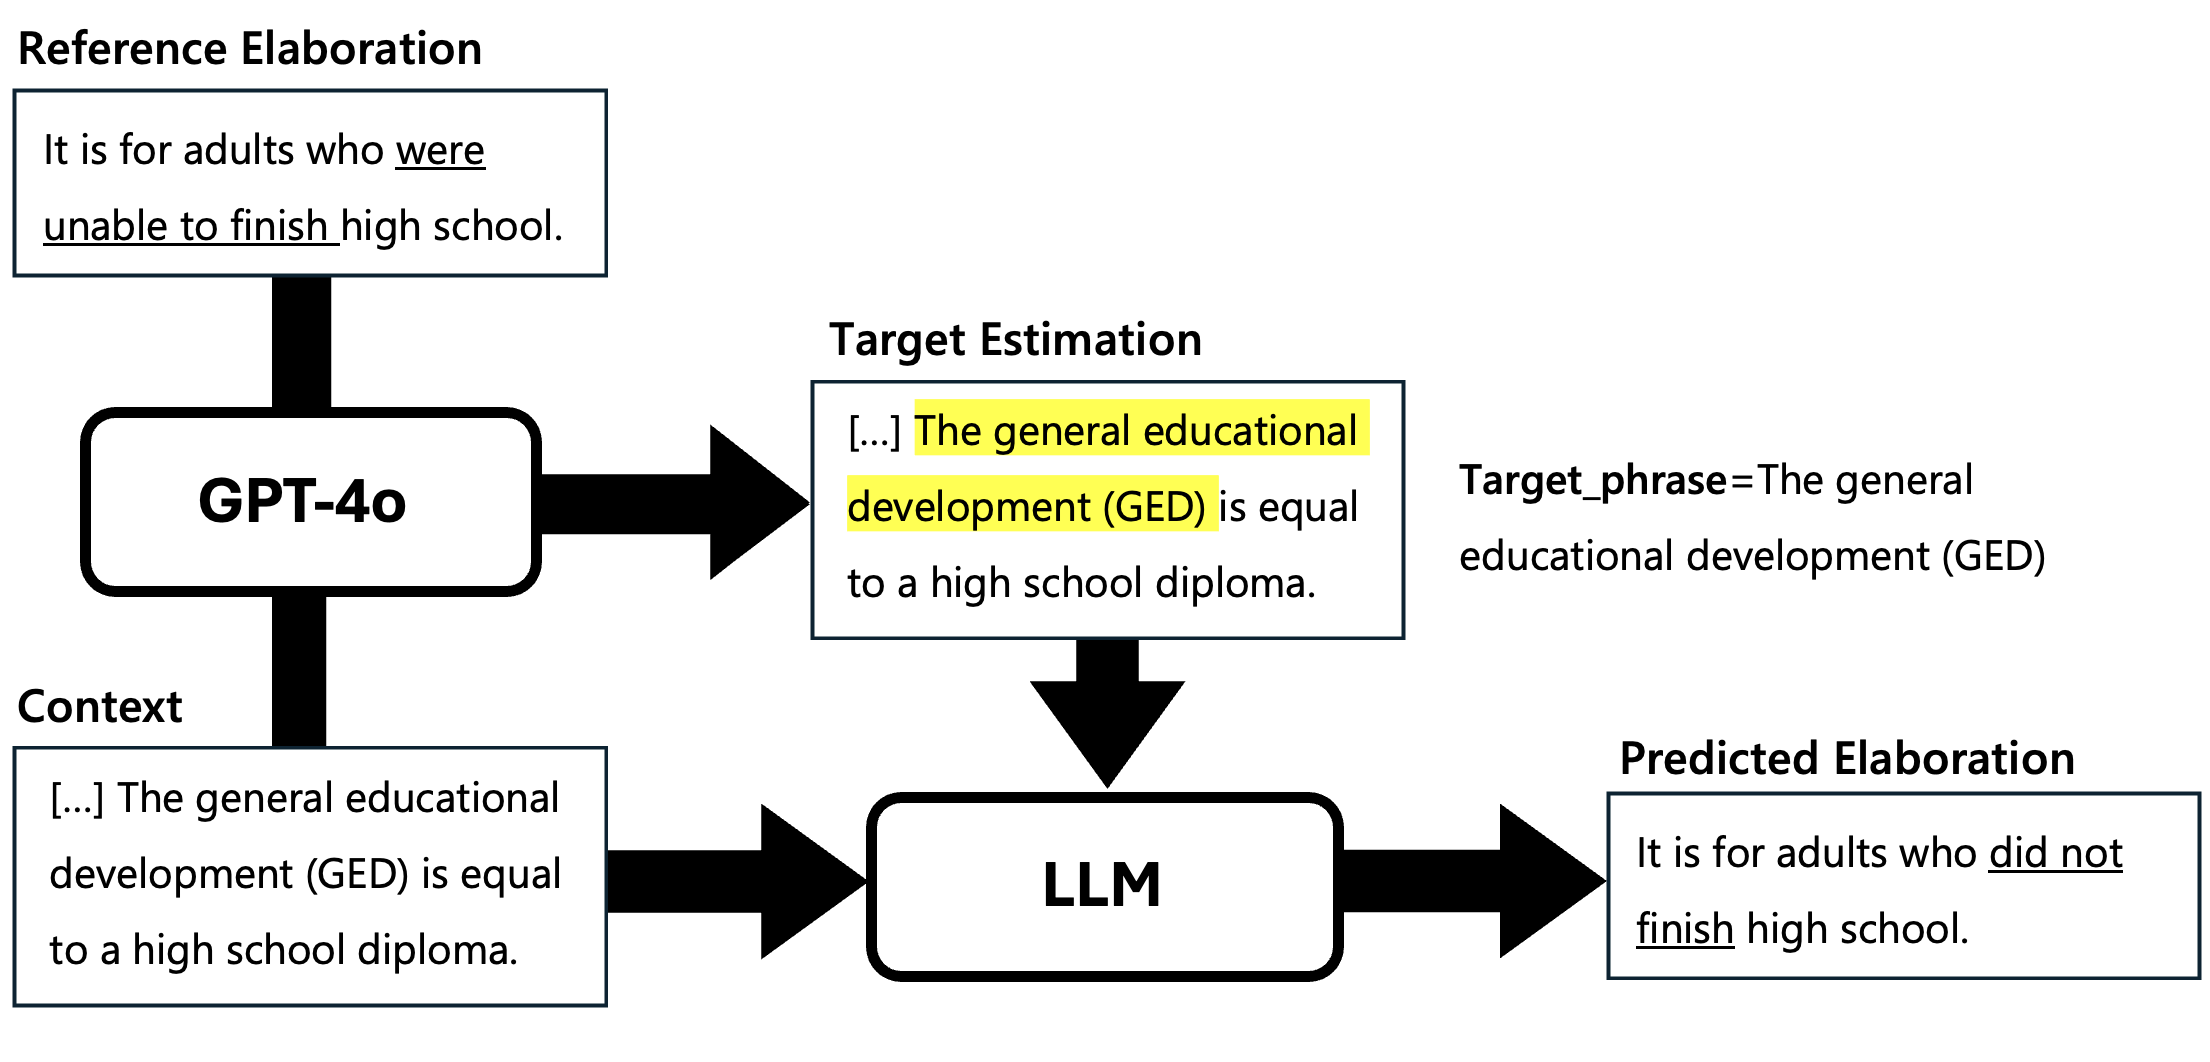 Reference Elaboration
It is for adults who were
unable to finish high school.
GPT-4o
Target Estimation
[...] The general educational
development (GED) is equal
to a high school diploma.
Target_phrase=The general
educational development (GED)
Context
[...] The general educational
development (GED) is equal
to a high school diploma.
LLM
Predicted Elaboration
It is for adults who did not
finish high school.